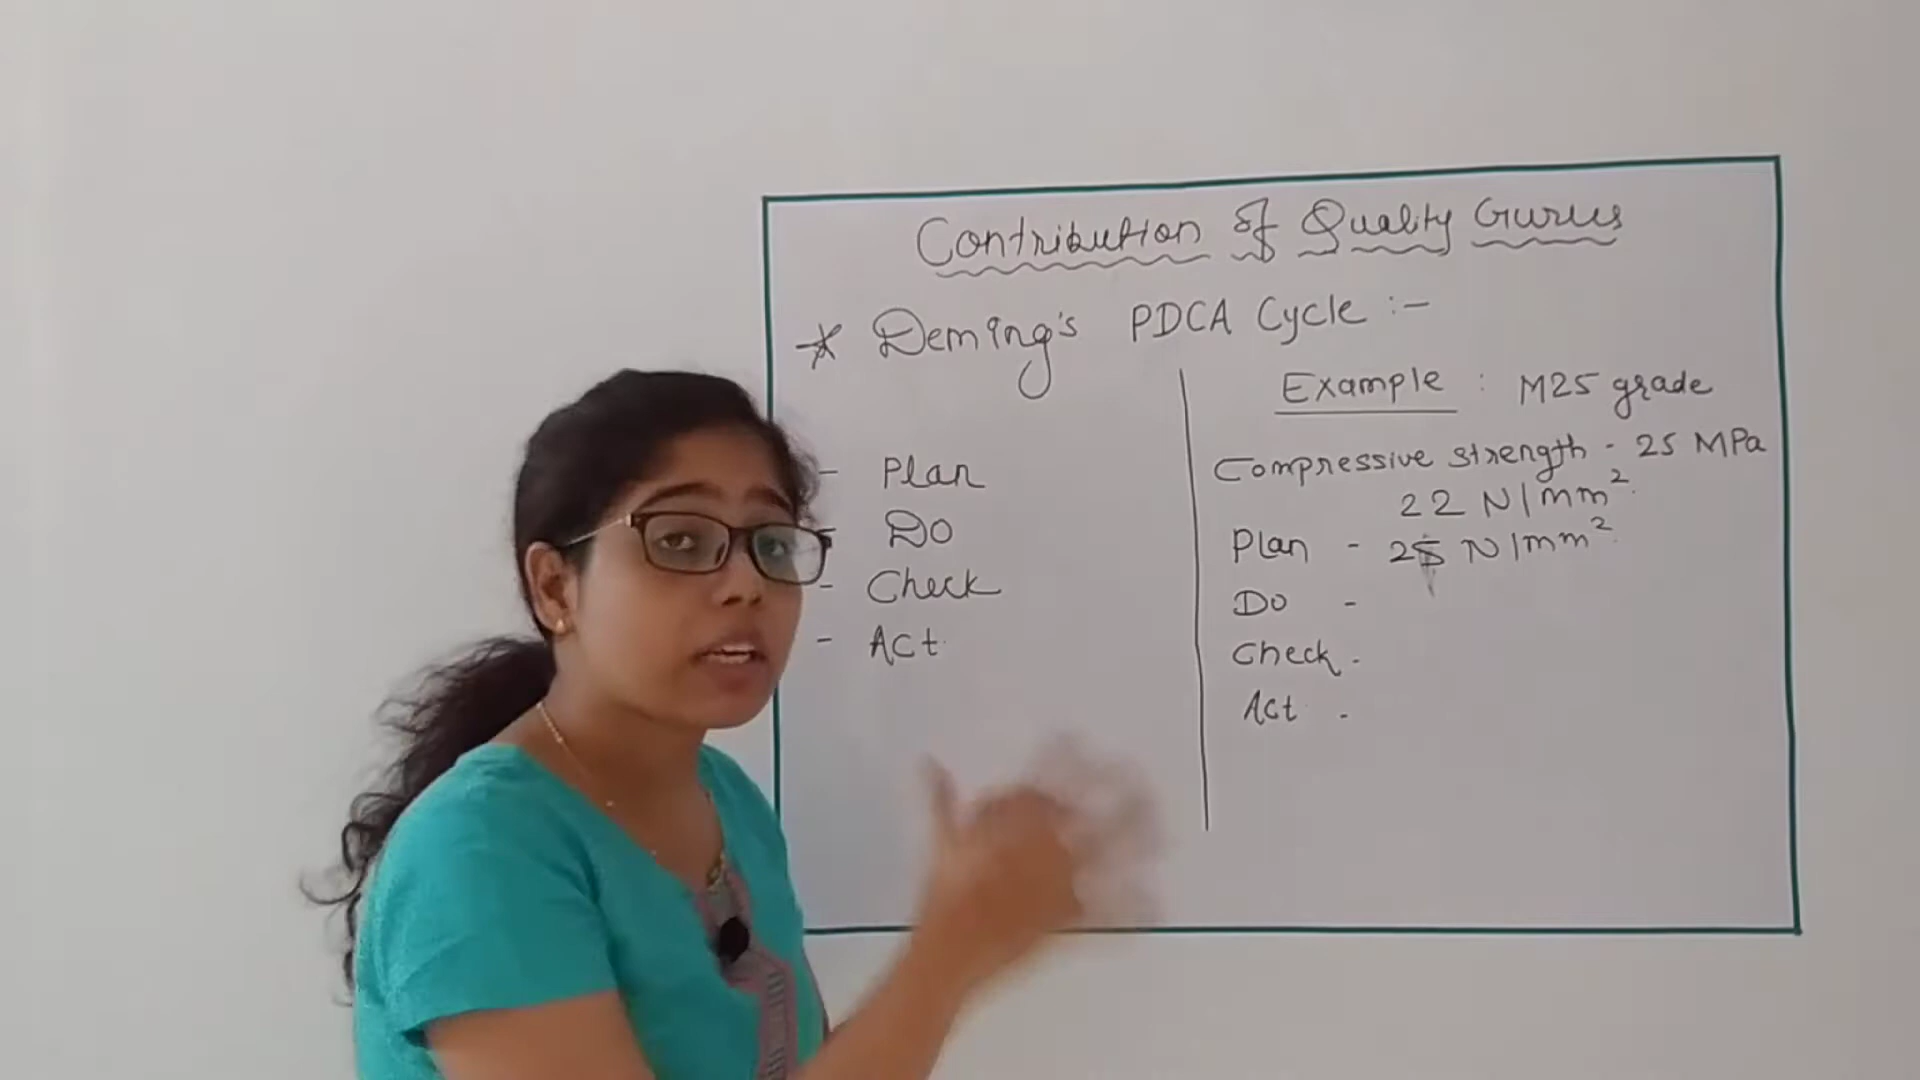 Contribution of Quality Gurus
* Deming's PDCA Cycle :-
- Plan
- Do
- Check
- Act.
Example : M25 grade
Compressive strength - 25 MPa
22 N/mm².
Plan - 25 N/mm².
Do -
Check -
Act -